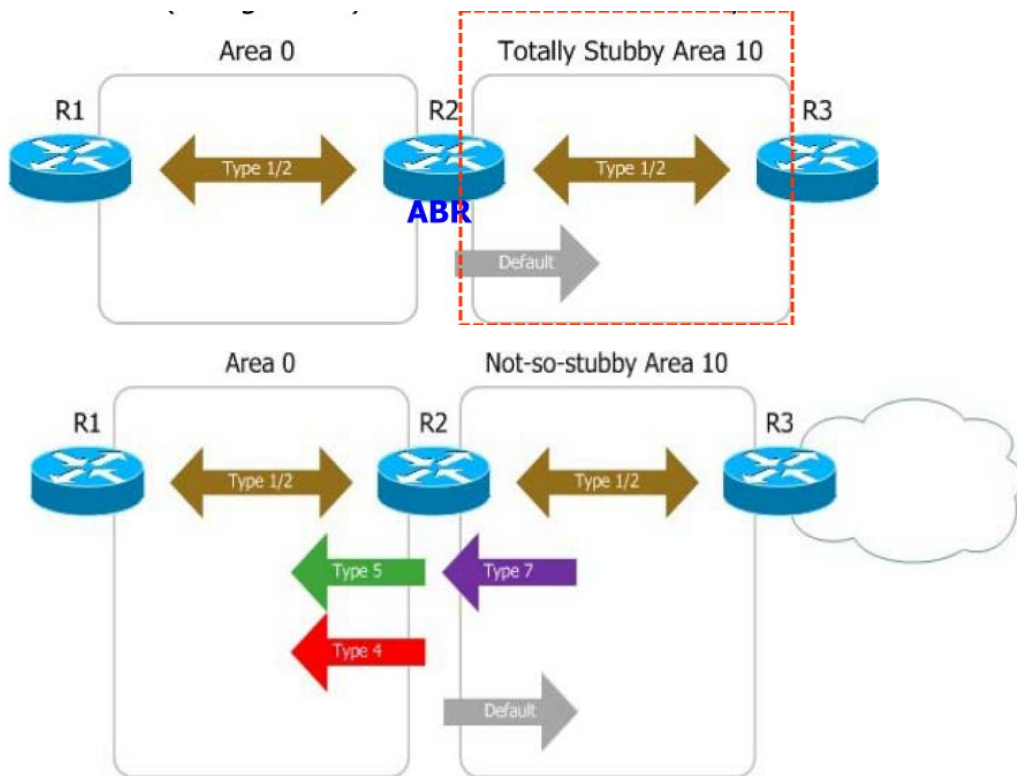 Area 0
Totally Stubby Area 10
R1
R2
R3
Type 1/2
Type 1/2
ABR
Default
Area 0
Not-so-stubby Area 10
R1
R2
R3
Type 1/2
Type 1/2
Type 5
Type 7
Type 4
Default